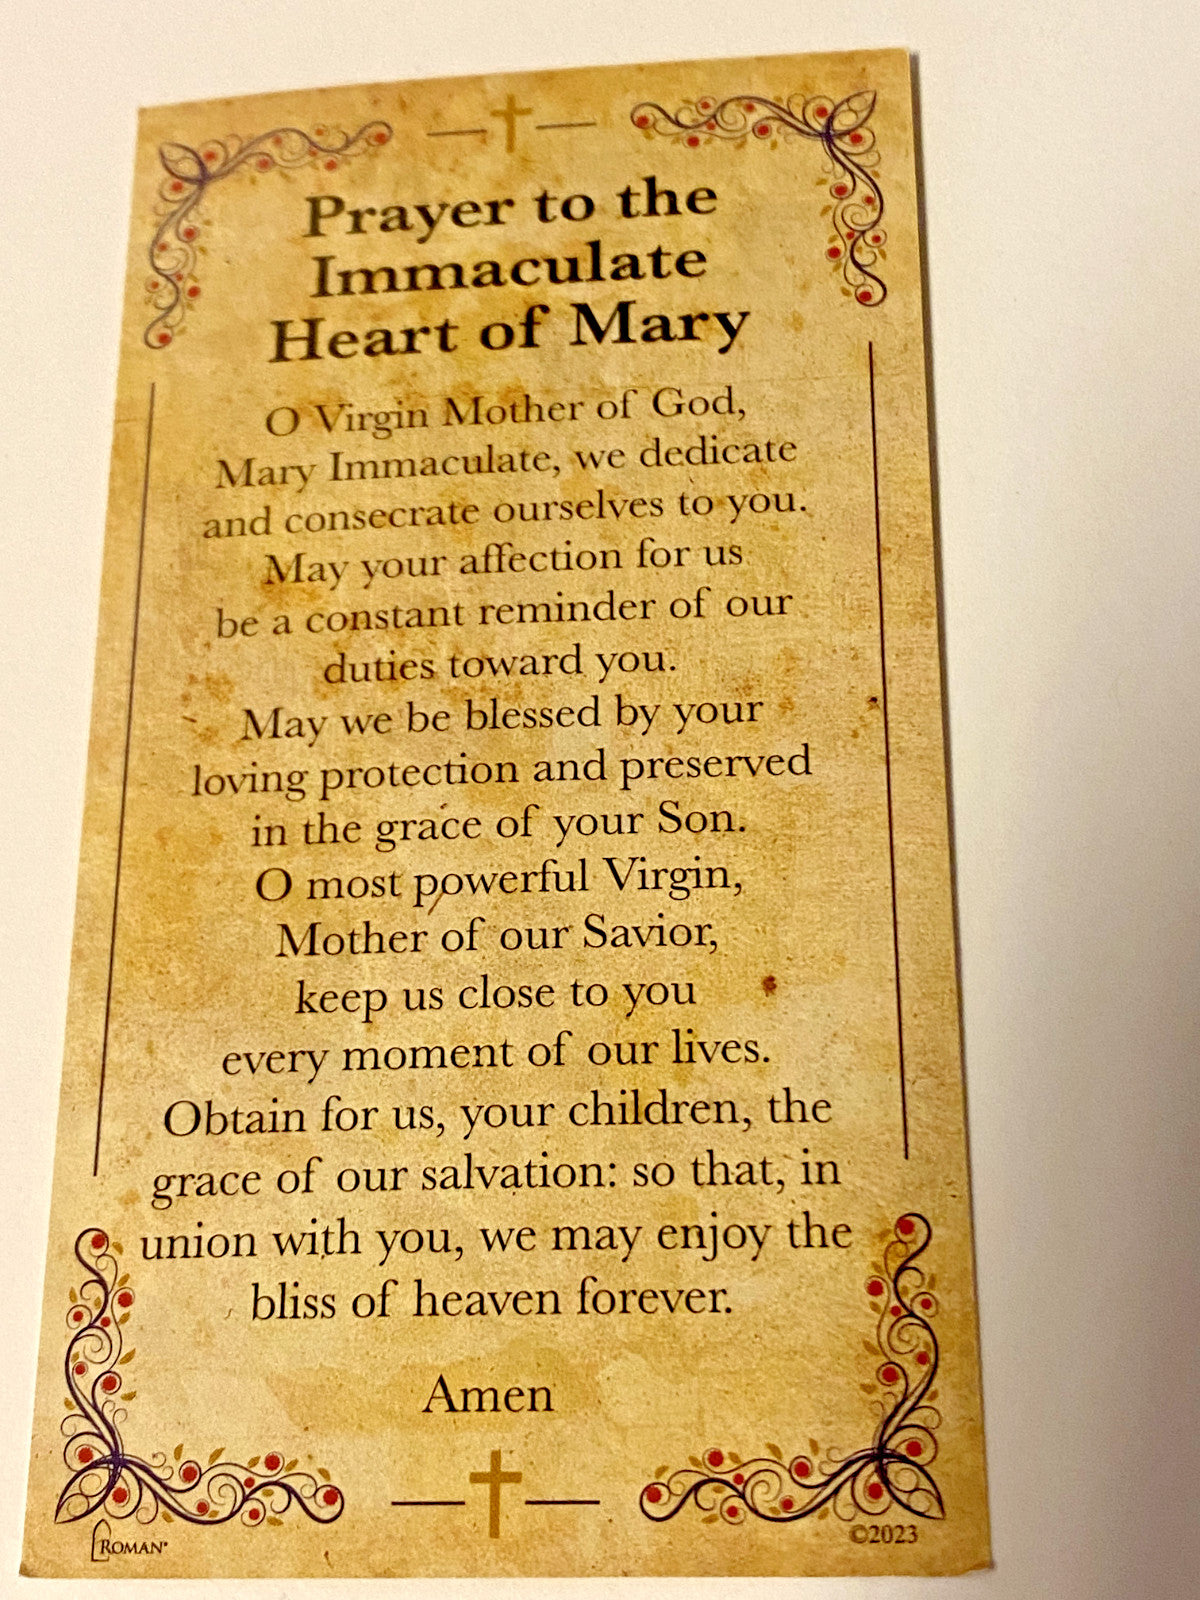 Prayer to the
Immaculate
Heart of Mary
O Virgin Mother of God,
Mary Immaculate, we dedicate
and consecrate ourselves to you.
May your affection for us
be a constant reminder of our
duties toward you.
May we be blessed by your
loving protection and preserved
in the grace of your Son.
O most powerful Virgin,
Mother of our Savior,
keep us close to you
every moment of our lives.
Obtain for us, your children, the
grace of our salvation: so that, in
union with you, we may enjoy the
bliss of heaven forever.
Amen
ROMAN®
©2023